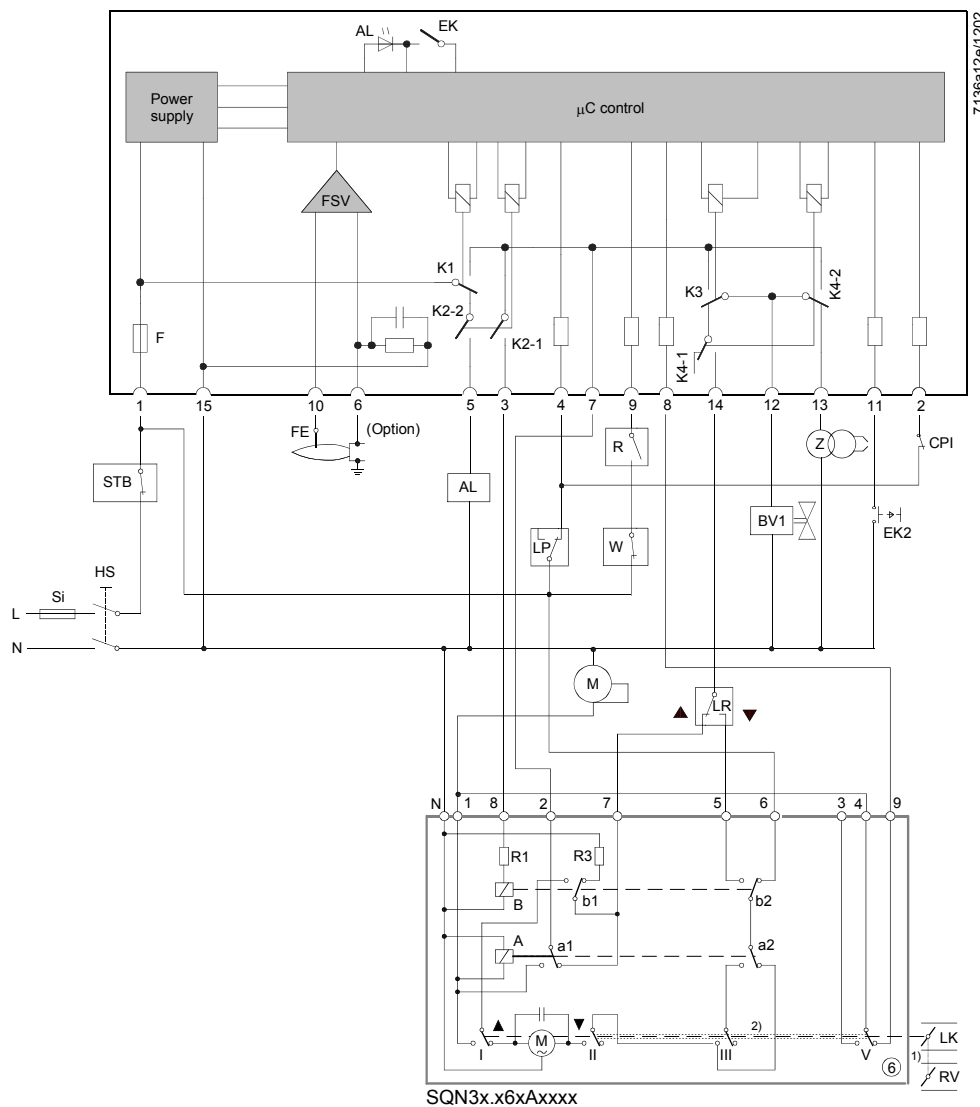 7136a12e/1202
AL
EK
Power
supply
µC control
FSV
K1
K2-2
K2-1
K3
K4-2
K4-1
F
1
15
10
6
5
3
4
7
9
8
14
12
13
11
2
FE
(Option)
STB
AL
R
Z
CPI
LP
W
BV1
EK2
HS
Si
L
N
M
LR
N
1
8
2
7
5
6
3
4
9
R1
R3
B
b1
b2
A
a1
a2
M
~
I
II
III
2)
V
1)
LK
RV
6
SQN3x.x6xAxxxx